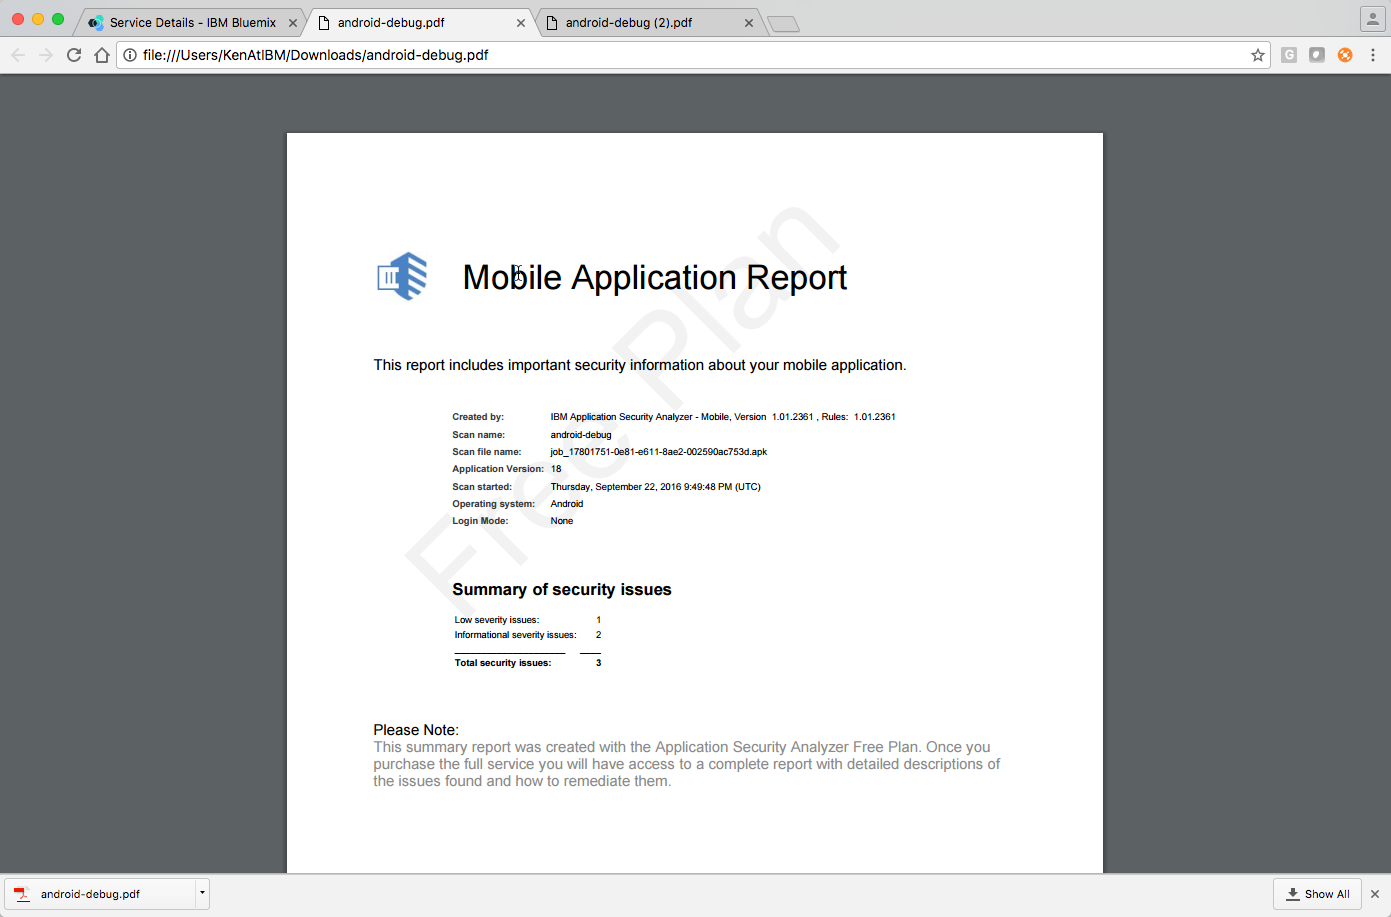 Service Details - IBM Bluemix
android-debug.pdf
android-debug (2).pdf
file:///Users/KenAtIBM/Downloads/android-debug.pdf
G
Mobile Application Report
This report includes important security information about your mobile application.
Created by: IBM Application Security Analyzer - Mobile, Version 1.01.2361 , Rules: 1.01.2361
Scan name: android-debug
Scan file name: job_17801751-0e81-e611-8ae2-002590ac753d.apk
Application Version: 18
Scan started: Thursday, September 22, 2016 9:49:48 PM (UTC)
Operating system: Android
Login Mode: None
Free Plan
Summary of security issues
Low severity issues: 1
Informational severity issues: 2
Total security issues: 3
Please Note:
This summary report was created with the Application Security Analyzer Free Plan. Once you
purchase the full service you will have access to a complete report with detailed descriptions of
the issues found and how to remediate them.
android-debug.pdf
Show All